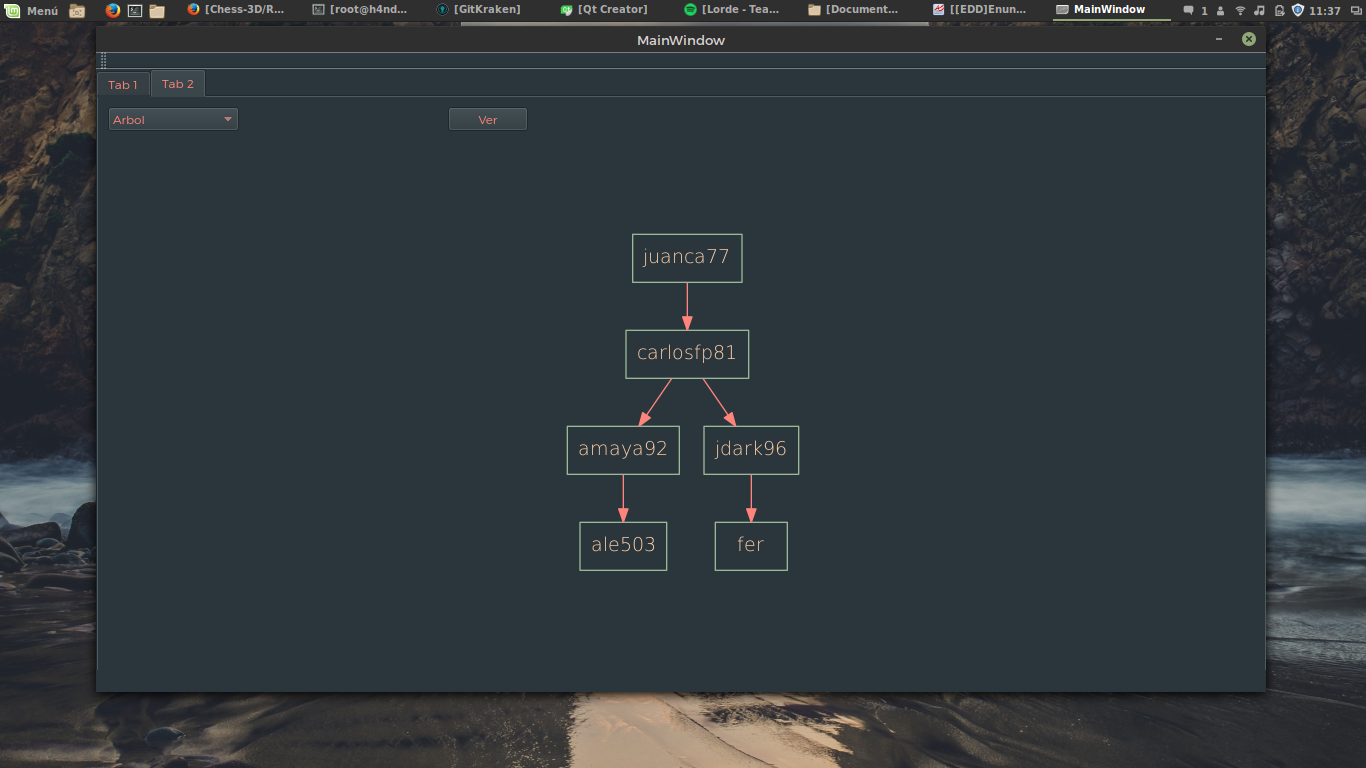 Menú [Chess-3D/R... [root@h4nd... [GitKraken] [Qt Creator] [Lorde - Tea... [Document... [[EDD]Enun... MainWindow 1 11:37
MainWindow
Tab 1 Tab 2
Arbol Ver
juanca77
carlosfp81
amaya92 jdark96
ale503 fer